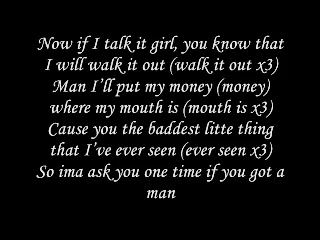 Now if I talk it girl, you know that
I will walk it out (walk it out x3)
Man I'll put my money (money)
where my mouth is (mouth is x3)
Cause you the baddest litte thing
that I've ever seen (ever seen x3)
So ima ask you one time if you got a
man